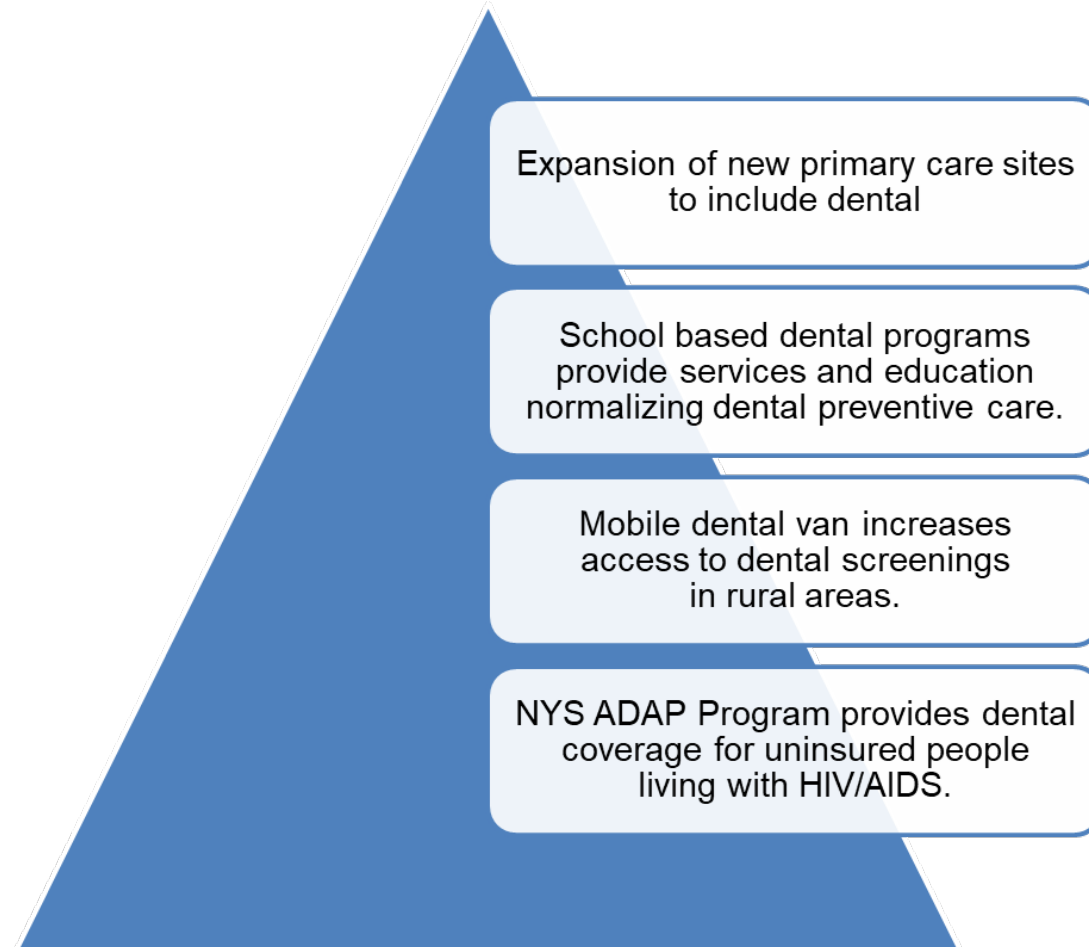 Expansion of new primary care sites
to include dental
School based dental programs
provide services and education
normalizing dental preventive care.
Mobile dental van increases
access to dental screenings
in rural areas.
NYS ADAP Program provides dental
coverage for uninsured people
living with HIV/AIDS.